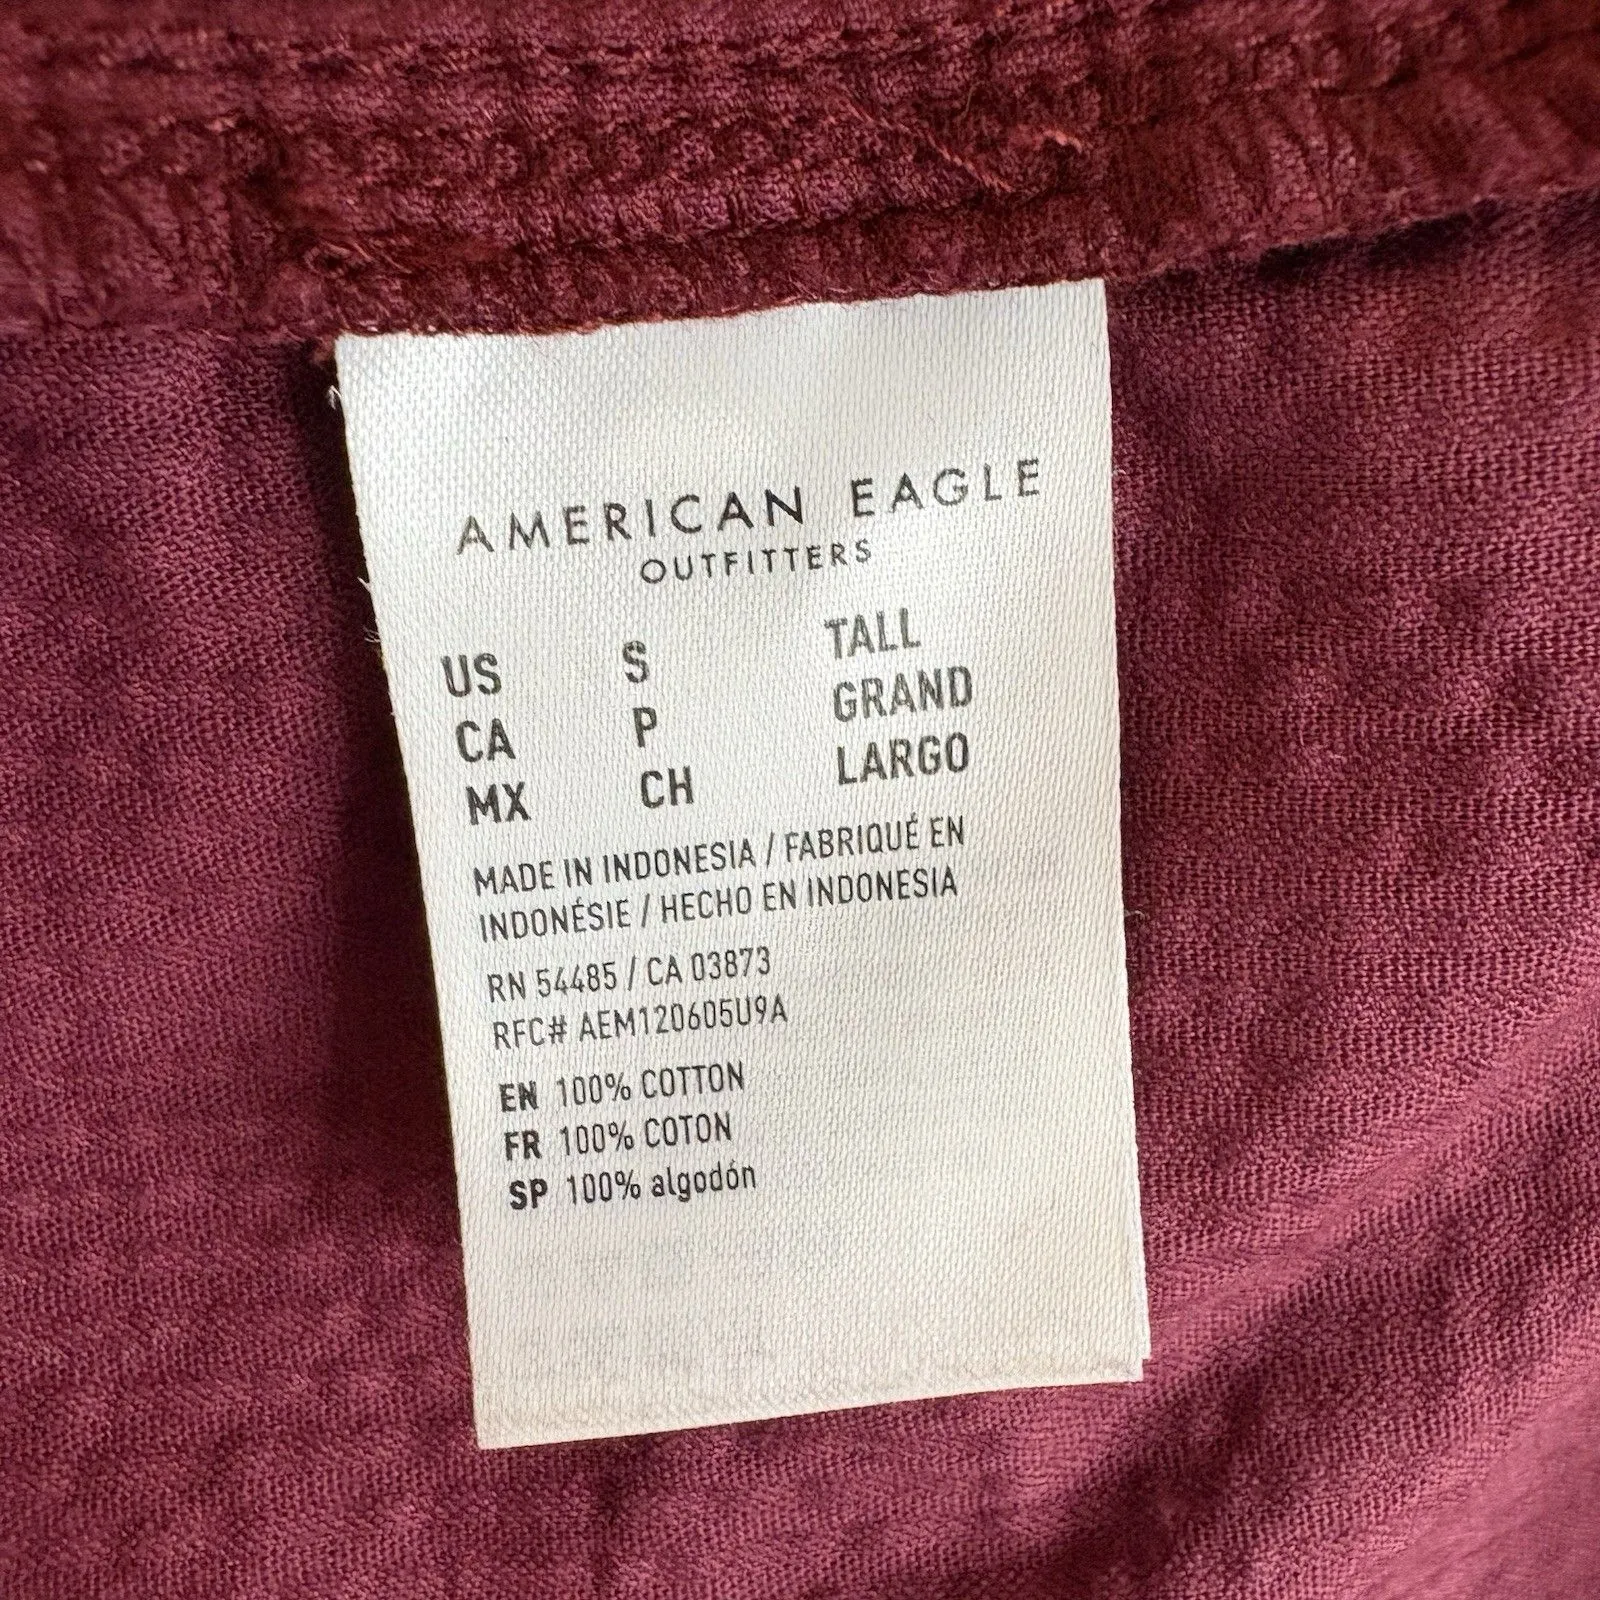 AMERICAN EAGLE
OUTFITTERS
US S TALL
CA P GRAND
MX CH LARGO
MADE IN INDONESIA / FABRIQUÉ EN
INDONÉSIE / HECHO EN INDONESIA
RN 54485 / CA 03873
RFC# AEM120605U9A
EN 100% COTTON
FR 100% COTON
SP 100% algodón